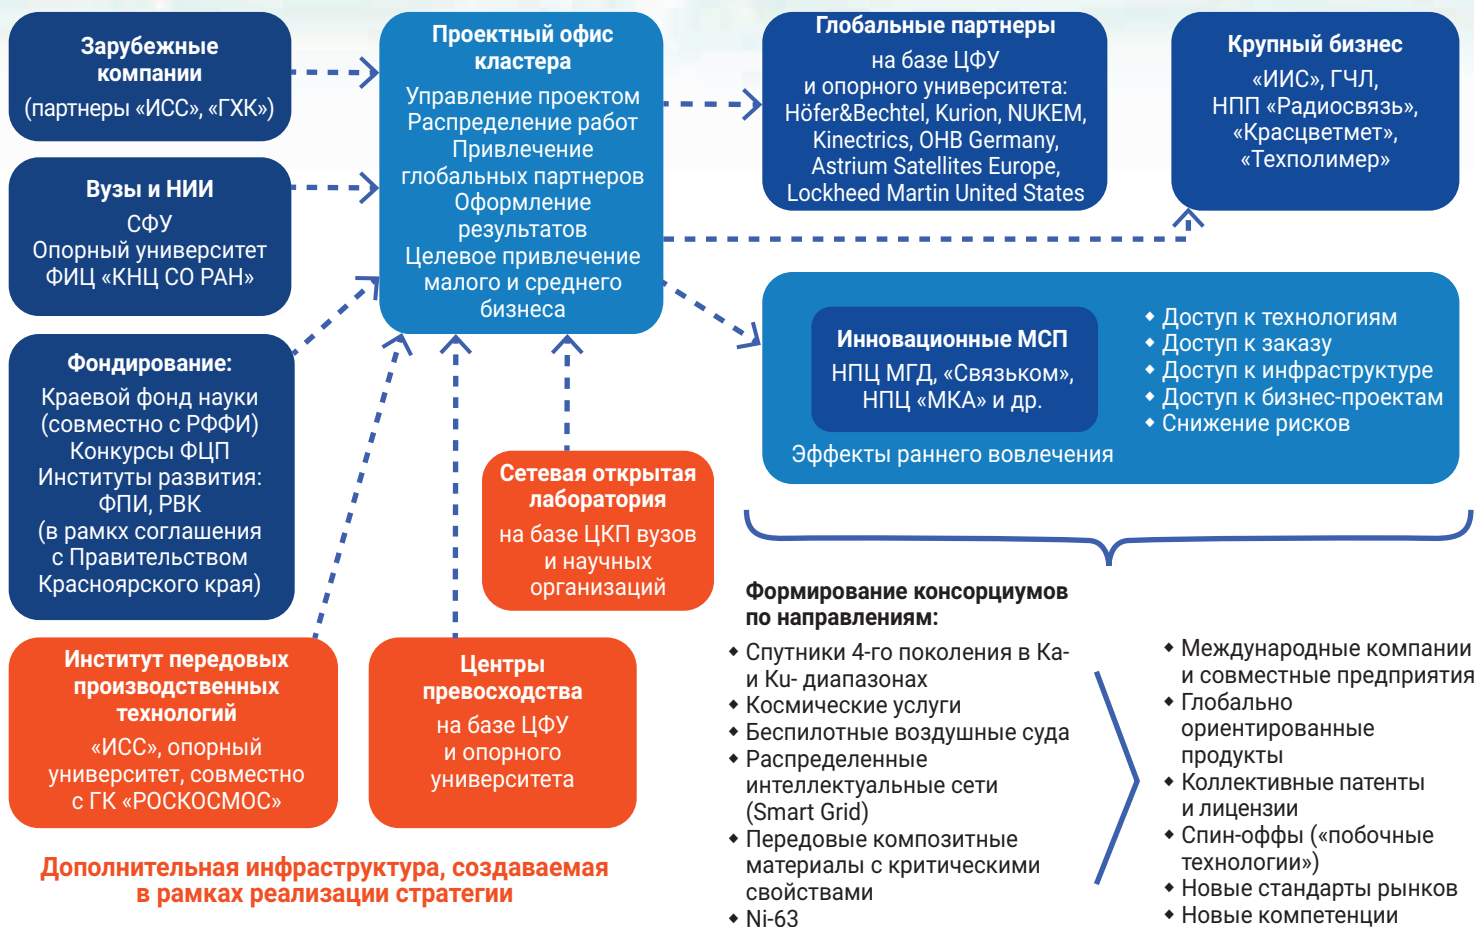 Зарубежные
компании
(партнеры «ИСС», «ГХК»)
Вузы и НИИ
СФУ
Опорный университет
ФИЦ «КНЦ СО РАН»
Фондирование:
Краевой фонд науки
(совместно с РФФИ)
Конкурсы ФЦП
Институты развития:
ФПИ, РВК
(в рамкх соглашения
с Правительством
Красноярского края)
Институт передовых
производственных
технологий
«ИСС», опорный
университет, совместно
с ГК «РОСКОСМОС»
Проектный офис
кластера
Управление проектом
Распределение работ
Привлечение
глобальных партнеров
Оформление
результатов
Целевое привлечение
малого и среднего
бизнеса
Сетевая открытая
лаборатория
на базе ЦКП вузов
и научных
организаций
Центры
превосходства
на базе ЦФУ
и опорного
университета
Дополнительная инфраструктура, создаваемая
в рамках реализации стратегии
Глобальные партнеры
на базе ЦФУ
и опорного университета:
Höfer&Bechtel, Kurion, NUKEM,
Kinectrics, OHB Germany,
Astrium Satellites Europe,
Lockheed Martin United States
Крупный бизнес
«ИИС», ГЧЛ,
НПП «Радиосвязь»,
«Красцветмет»,
«Техполимер»
Инновационные МСП
НПЦ МГД, «Связьком»,
НПЦ «МКА» и др.
Эффекты раннего вовлечения
◆ Доступ к технологиям
◆ Доступ к заказу
◆ Доступ к инфраструктуре
◆ Доступ к бизнес-проектам
◆ Снижение рисков
Формирование консорциумов
по направлениям:
◆ Спутники 4-го поколения в Ка-
и Ku- диапазонах
◆ Космические услуги
◆ Беспилотные воздушные суда
◆ Распределенные
интеллектуальные сети
(Smart Grid)
◆ Передовые композитные
материалы с критическими
свойствами
◆ Ni-63
◆ Международные компании
и совместные предприятия
◆ Глобально
ориентированные
продукты
◆ Коллективные патенты
и лицензии
◆ Спин-оффы («побочные
технологии»)
◆ Новые стандарты рынков
◆ Новые компетенции